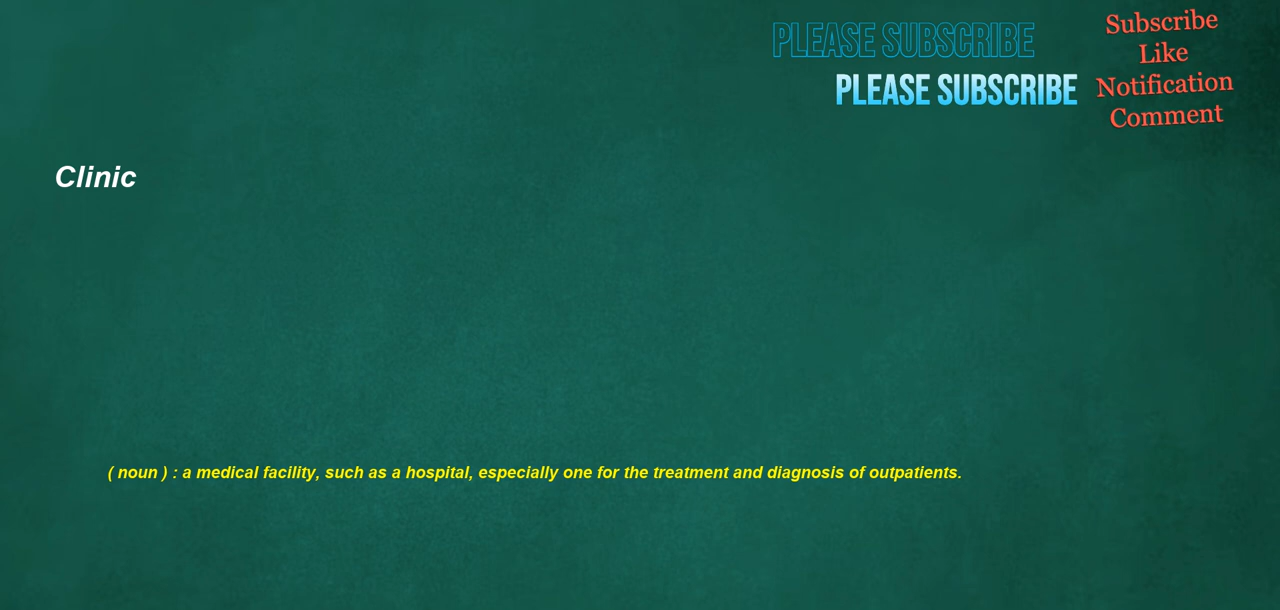 PLEASE SUBSCRIBE
PLEASE SUBSCRIBE
Subscribe
Like
Notification
Comment
Clinic
( noun ) : a medical facility, such as a hospital, especially one for the treatment and diagnosis of outpatients.